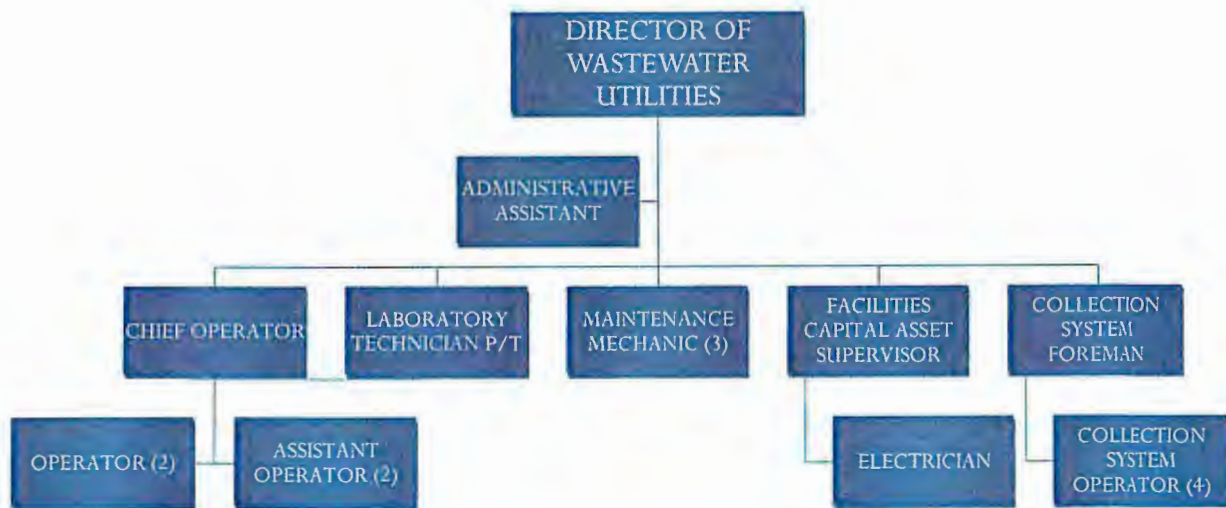 DIRECTOR OF
WASTEWATER
UTILITIES
ADMINISTRATIVE
ASSISTANT
CHIEF OPERATOR
LABORATORY
TECHNICIAN P/T
MAINTENANCE
MECHANIC (3)
FACILITIES
CAPITAL ASSET
SUPERVISOR
COLLECTION
SYSTEM
FOREMAN
OPERATOR (2)
ASSISTANT
OPERATOR (2)
ELECTRICIAN
COLLECTION
SYSTEM
OPERATOR (4)